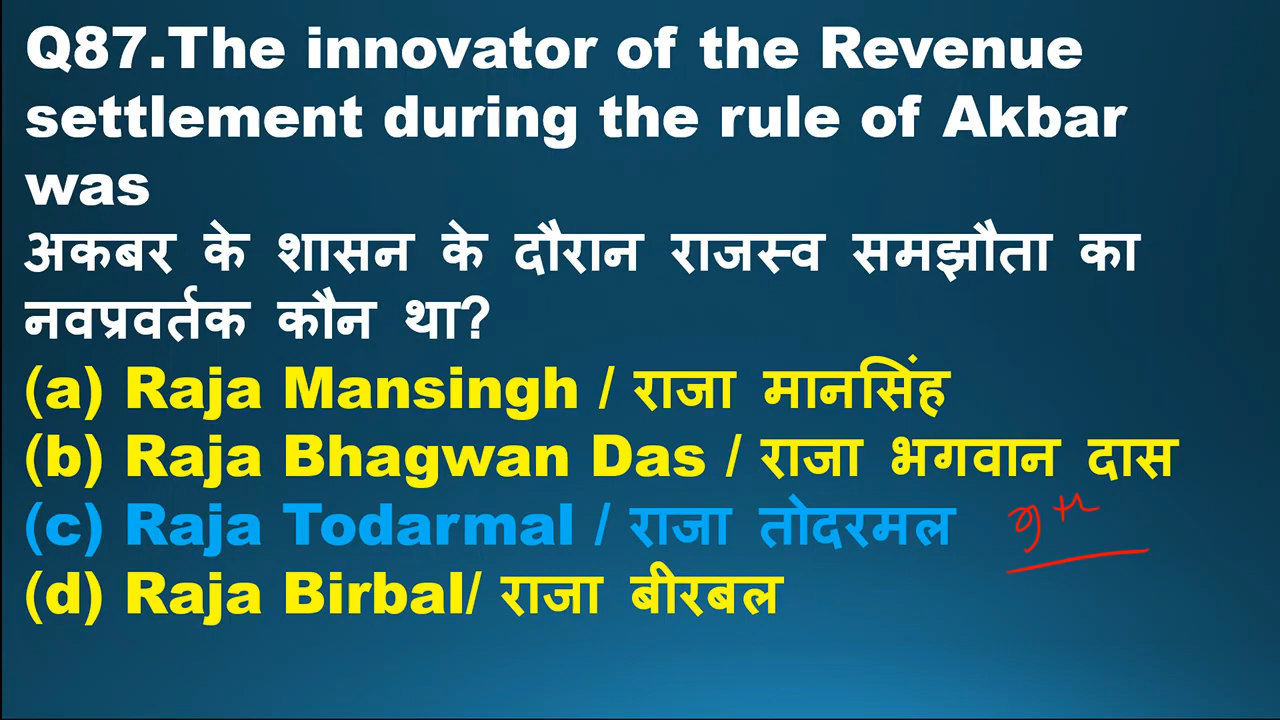 Q87.The innovator of the Revenue
settlement during the rule of Akbar
was
अकबर के शासन के दौरान राजस्व समझौता का
नवप्रवर्तक कौन था?
(a) Raja Mansingh / राजा मानसिंह
(b) Raja Bhagwan Das / राजा भगवान दास
(c) Raja Todarmal / राजा तोदरमल
(d) Raja Birbal/ राजा बीरबल